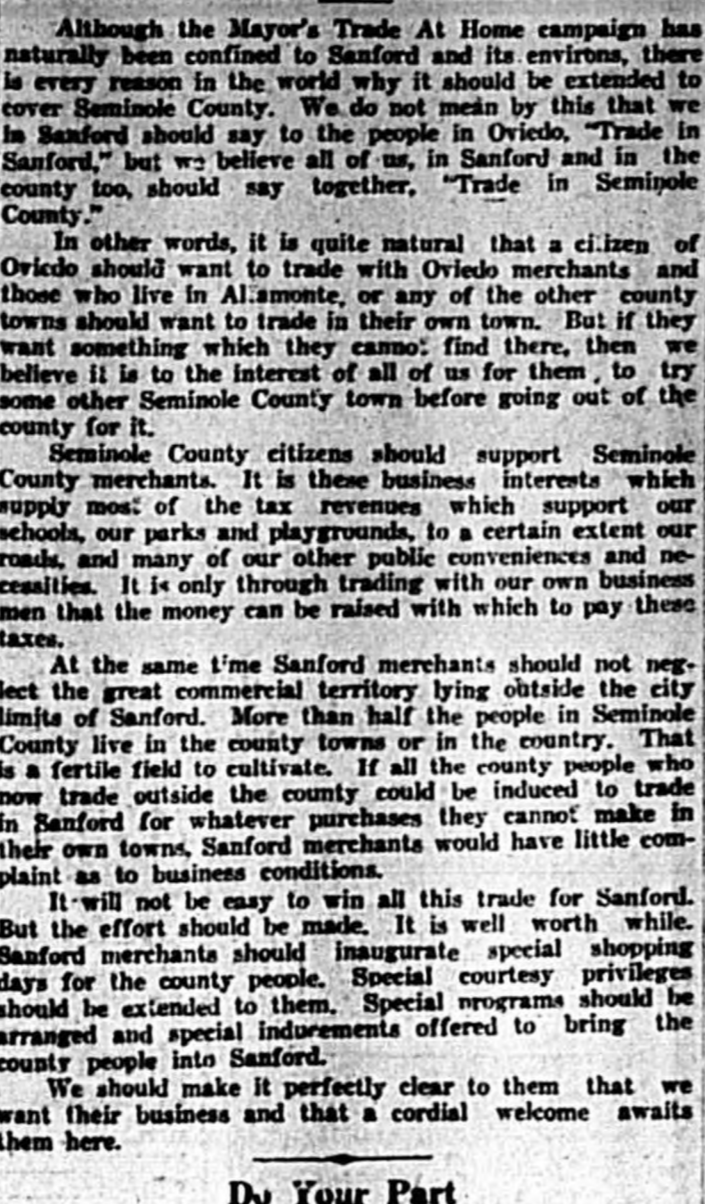 Although the Mayor's Trade At Home campaign has
naturally been confined to Sanford and its environs, there
is every reason in the world why it should be extended to
cover Seminole County. We do not mean by this that we
in Sanford should say to the people in Oviedo, "Trade in
Sanford," but we believe all of us, in Sanford and in the
county too, should say together, "Trade in Seminole
County."
In other words, it is quite natural that a citizen of
Oviedo should want to trade with Oviedo merchants and
those who live in Altamonte, or any of the other county
towns should want to trade in their own town. But if they
want something which they cannot find there, then we
believe it is to the interest of all of us for them, to try
some other Seminole County town before going out of the
county for it.
Seminole County citizens should support Seminole
County merchants. It is these business interests which
supply most of the tax revenues which support our
schools, our parks and playgrounds, to a certain extent our
roads, and many of our other public conveniences and ne-
cessities. It is only through trading with our own business
men that the money can be raised with which to pay these
taxes.
At the same time Sanford merchants should not neg-
lect the great commercial territory lying outside the city
limits of Sanford. More than half the people in Seminole
County live in the county towns or in the country. That
is a fertile field to cultivate. If all the county people who
now trade outside the county could be induced to trade
in Sanford for whatever purchases they cannot make in
their own towns, Sanford merchants would have little com-
plaint as to business conditions.
It will not be easy to win all this trade for Sanford.
But the effort should be made. It is well worth while.
Sanford merchants should inaugurate special shopping
days for the county people. Special courtesy privileges
should be extended to them. Special programs should be
arranged and special inducements offered to bring the
county people into Sanford.
We should make it perfectly clear to them that we
want their business and that a cordial welcome awaits
them here.
Do Your Part